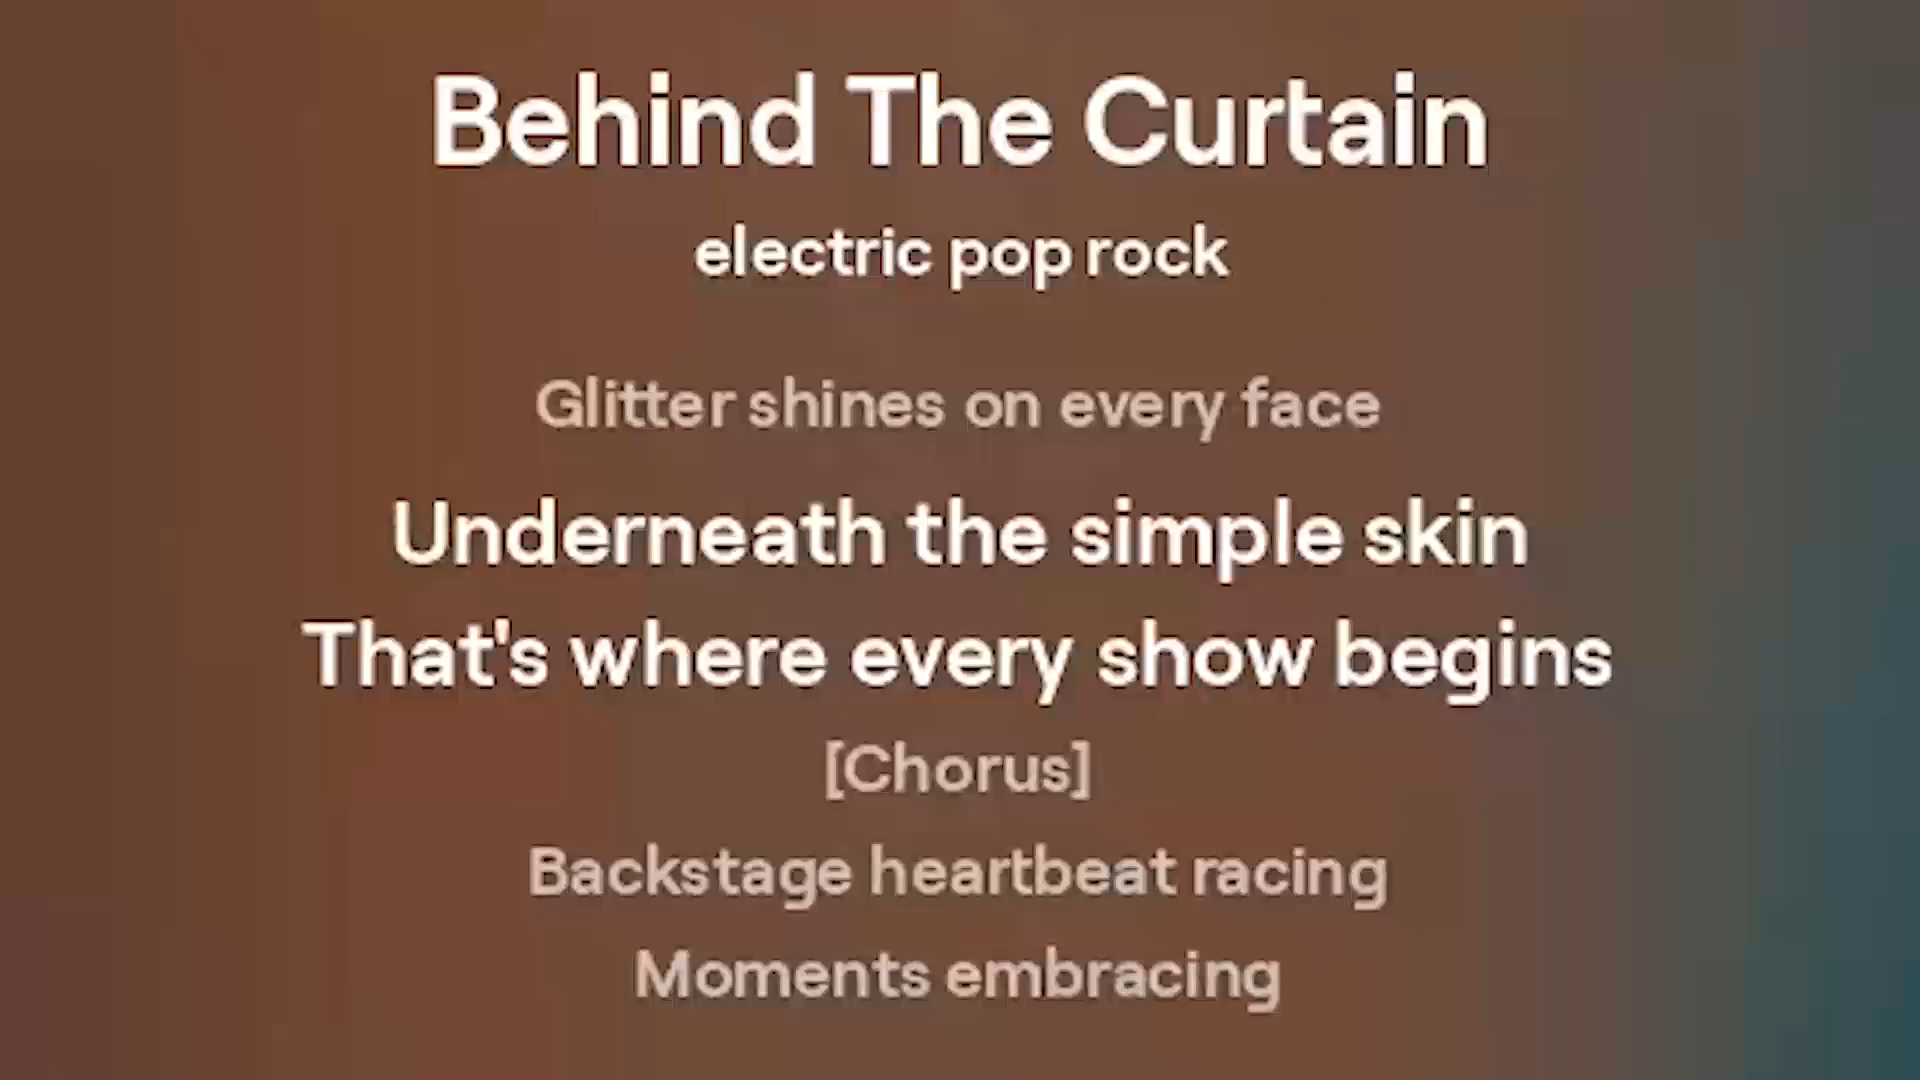 Behind The Curtain
electric pop rock
Glitter shines on every face
Underneath the simple skin
That's where every show begins
[Chorus]
Backstage heartbeat racing
Moments embracing